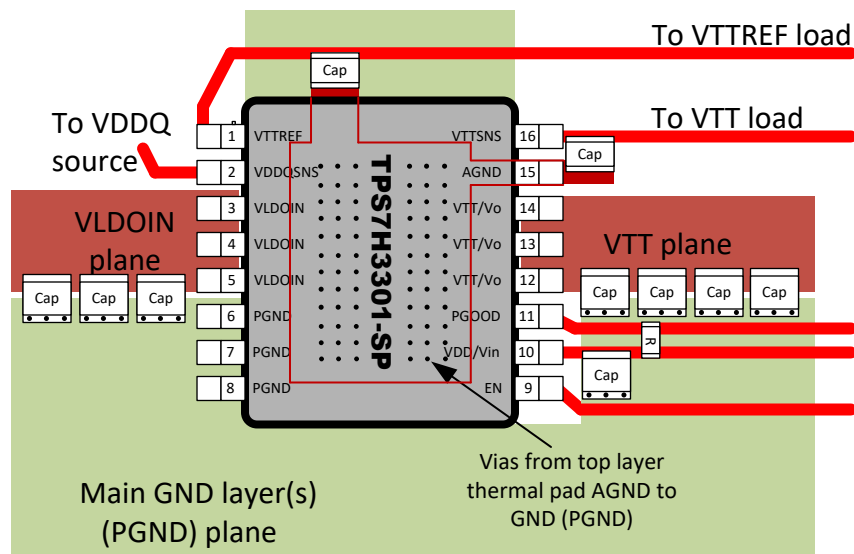 To VTTREF load
Cap
To VDDQ
source
To VTT load
1 VTTREF
VTTSNS 16
Cap
2 VDDQSNS
AGND 15
3 VLDOIN
VTT/Vo 14
4 VLDOIN
VTT/Vo 13
5 VLDOIN
VTT/Vo 12
6 PGND
PGOOD 11
7 PGND
VDD/Vin 10
8 PGND
EN 9
TPS7H3301-SP
VLDOIN
plane
VTT plane
Cap Cap Cap
Cap Cap Cap Cap
R
Cap
Vias from top layer
thermal pad AGND to
GND (PGND)
Main GND layer(s)
(PGND) plane